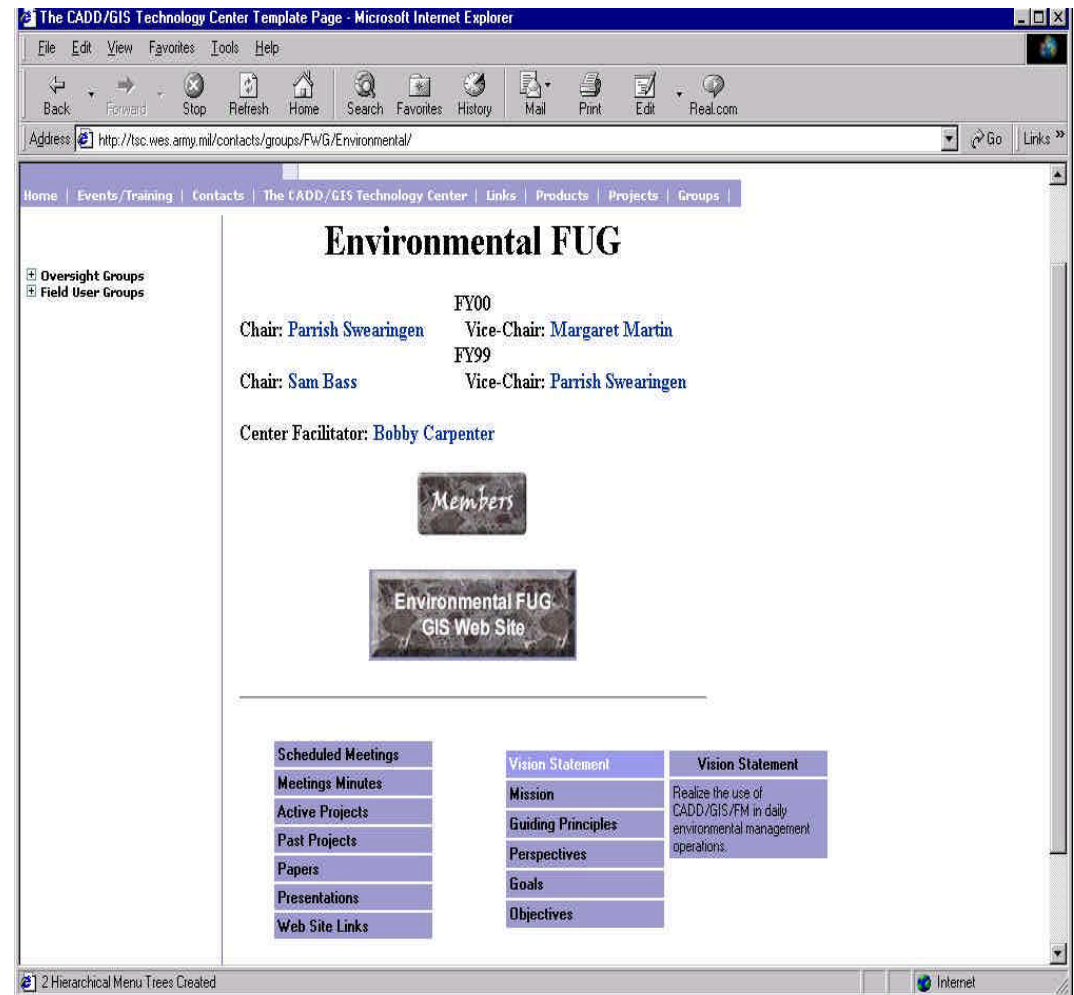 The CADD/GIS Technology Center Template Page - Microsoft Internet Explorer
File Edit View Favorites Tools Help
Back Forward Stop Refresh Home Search Favorites History Mail Print Edit Real.com
Address http://tsc.wes.army.mil/contacts/groups/FWG/Environmental/ Go Links »
Home | Events/Training | Contacts | The CADD/GIS Technology Center | Links | Products | Projects | Groups |
Oversight Groups
Field User Groups
Environmental FUG
FY00
Chair: Parrish Swearingen Vice-Chair: Margaret Martin
FY99
Chair: Sam Bass Vice-Chair: Parrish Swearingen
Center Facilitator: Bobby Carpenter
Members
Environmental FUG
GIS Web Site
Scheduled Meetings
Meetings Minutes
Active Projects
Past Projects
Papers
Presentations
Web Site Links
Vision Statement
Mission
Guiding Principles
Perspectives
Goals
Objectives
Vision Statement
Realize the use of
CADD/GIS/FM in daily
environmental management
operations.
2 Hierarchical Menu Trees Created
Internet